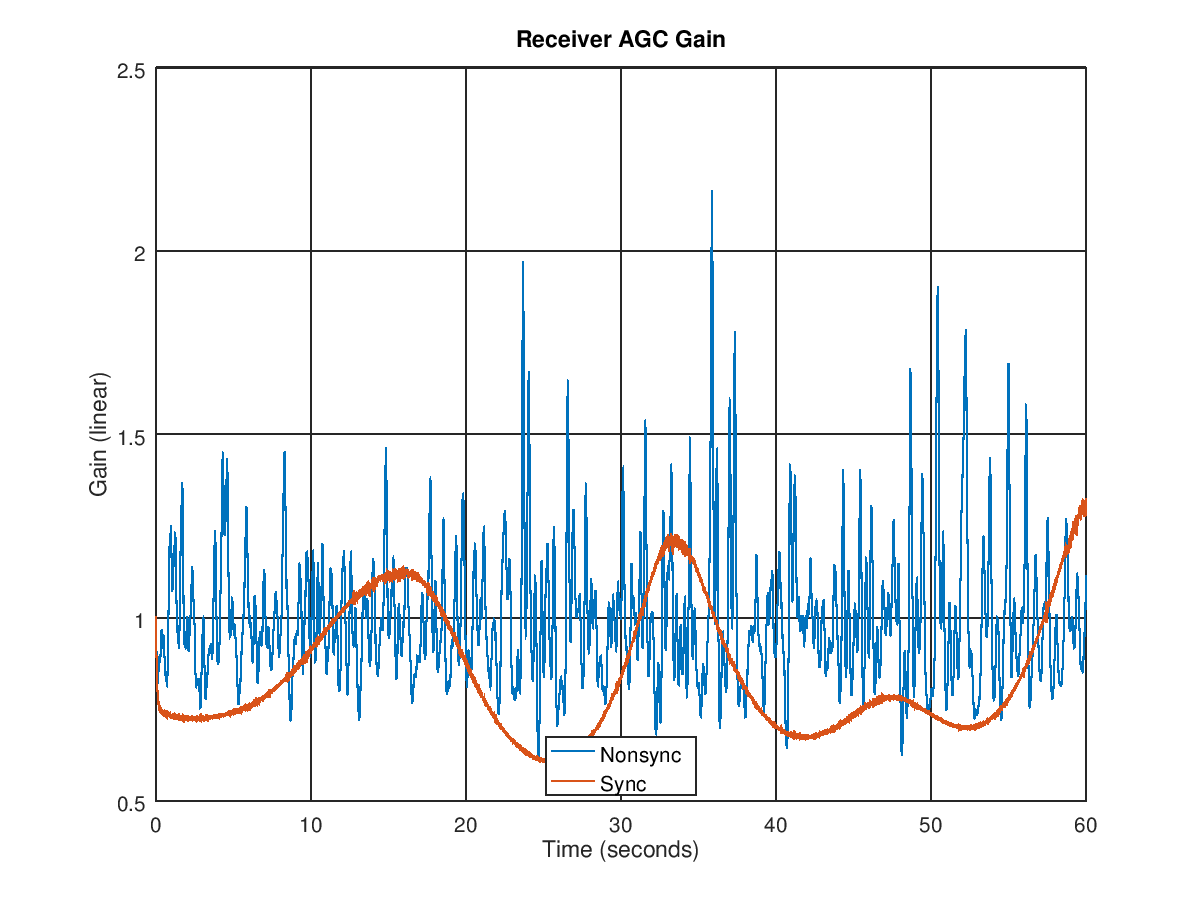 Receiver AGC Gain
2.5
2
1.5
1
0.5
Gain (linear)
Nonsync
Sync
0 10 20 30 40 50 60
Time (seconds)